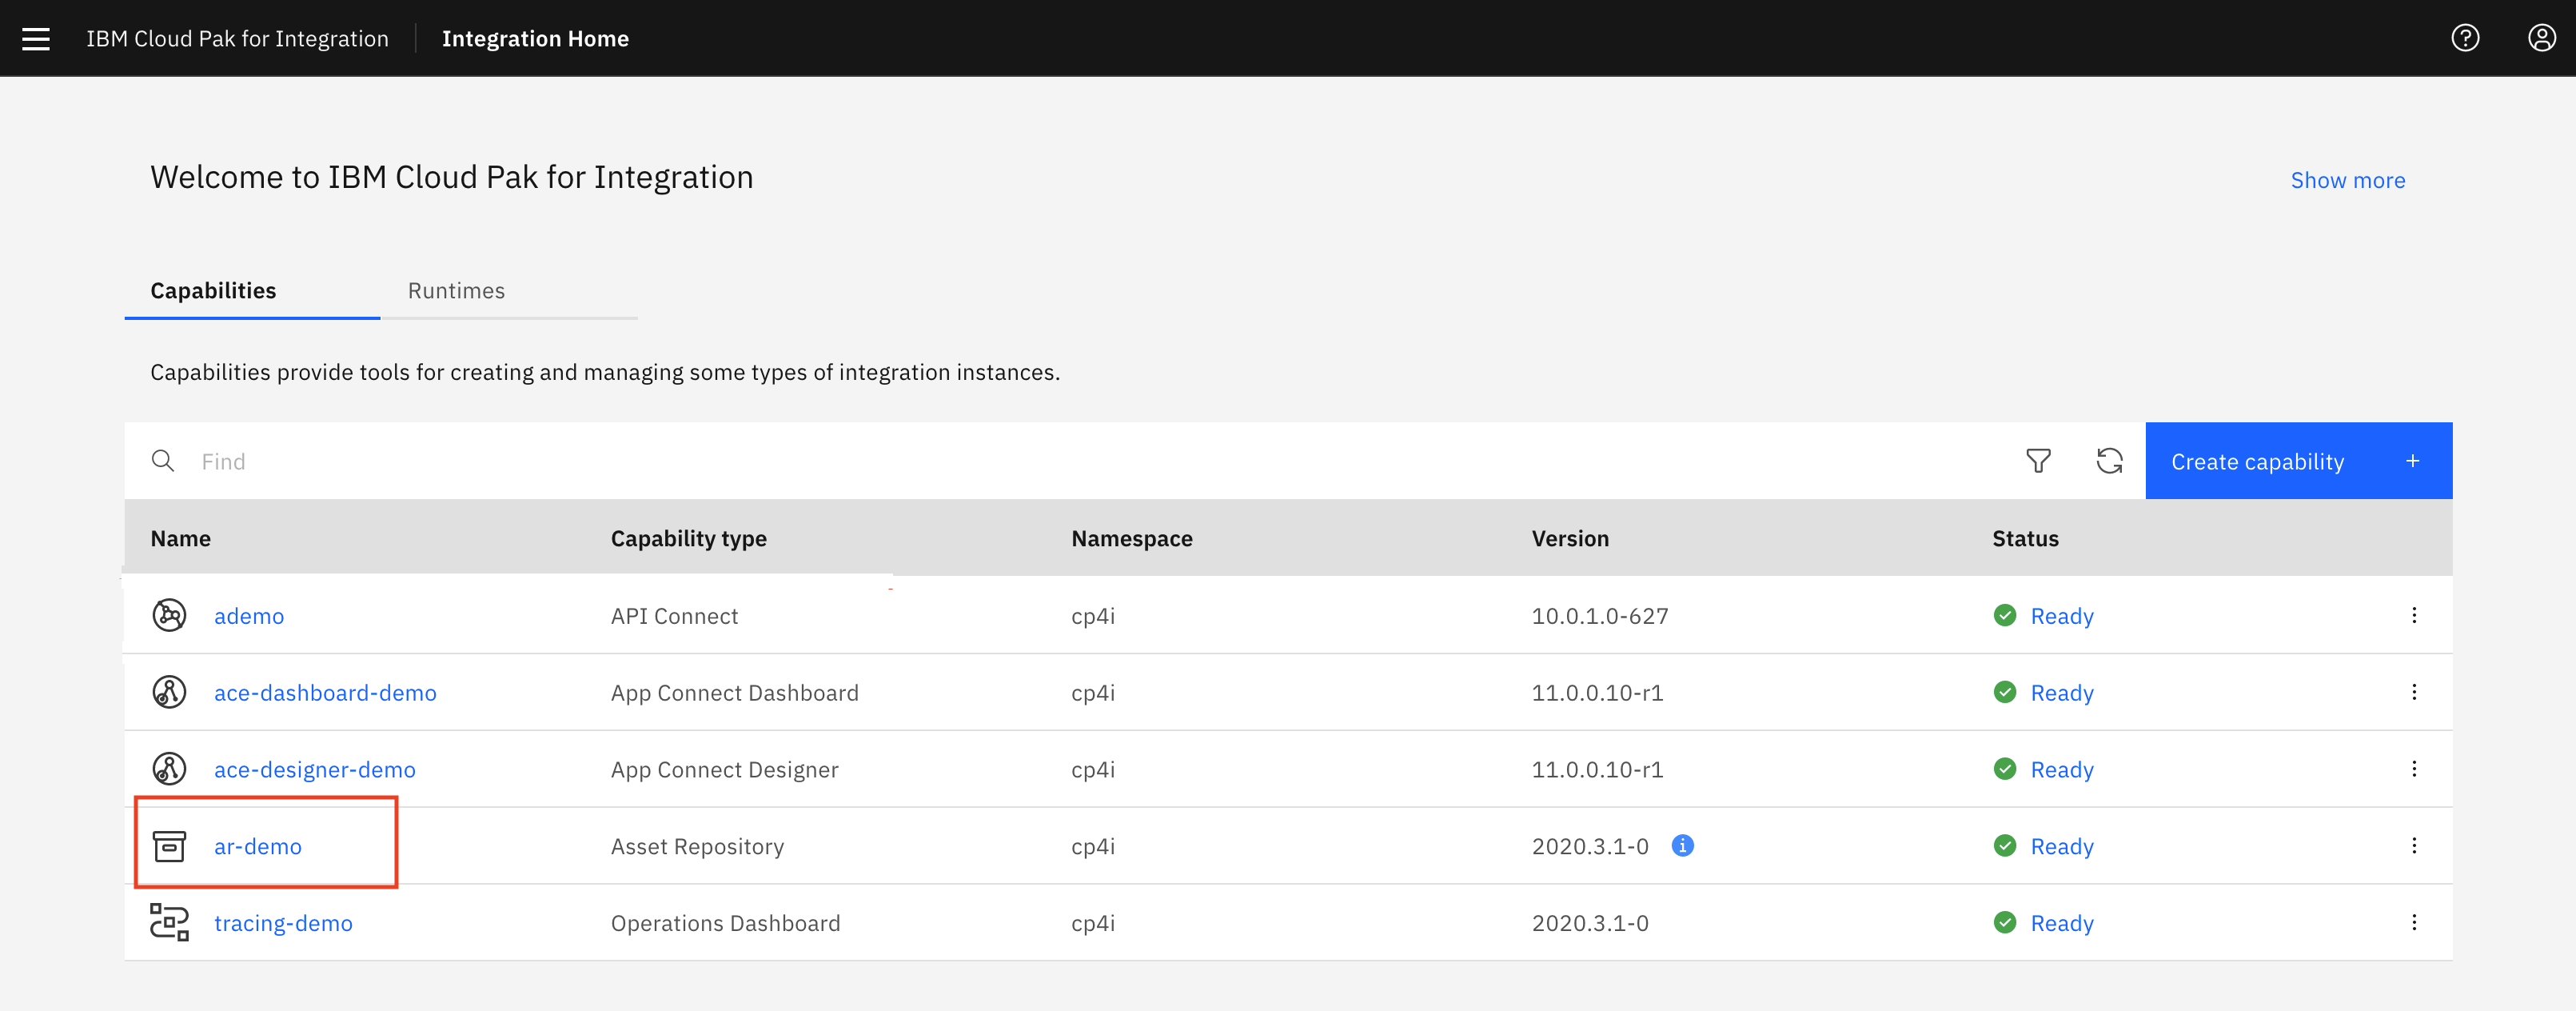 IBM Cloud Pak for Integration Integration Home
Welcome to IBM Cloud Pak for Integration Show more
Capabilities Runtimes
Capabilities provide tools for creating and managing some types of integration instances.
Find Create capability +
Name Capability type Namespace Version Status
ademo API Connect cp4i 10.0.1.0-627 Ready
ace-dashboard-demo App Connect Dashboard cp4i 11.0.0.10-r1 Ready
ace-designer-demo App Connect Designer cp4i 11.0.0.10-r1 Ready
ar-demo Asset Repository cp4i 2020.3.1-0 Ready
tracing-demo Operations Dashboard cp4i 2020.3.1-0 Ready